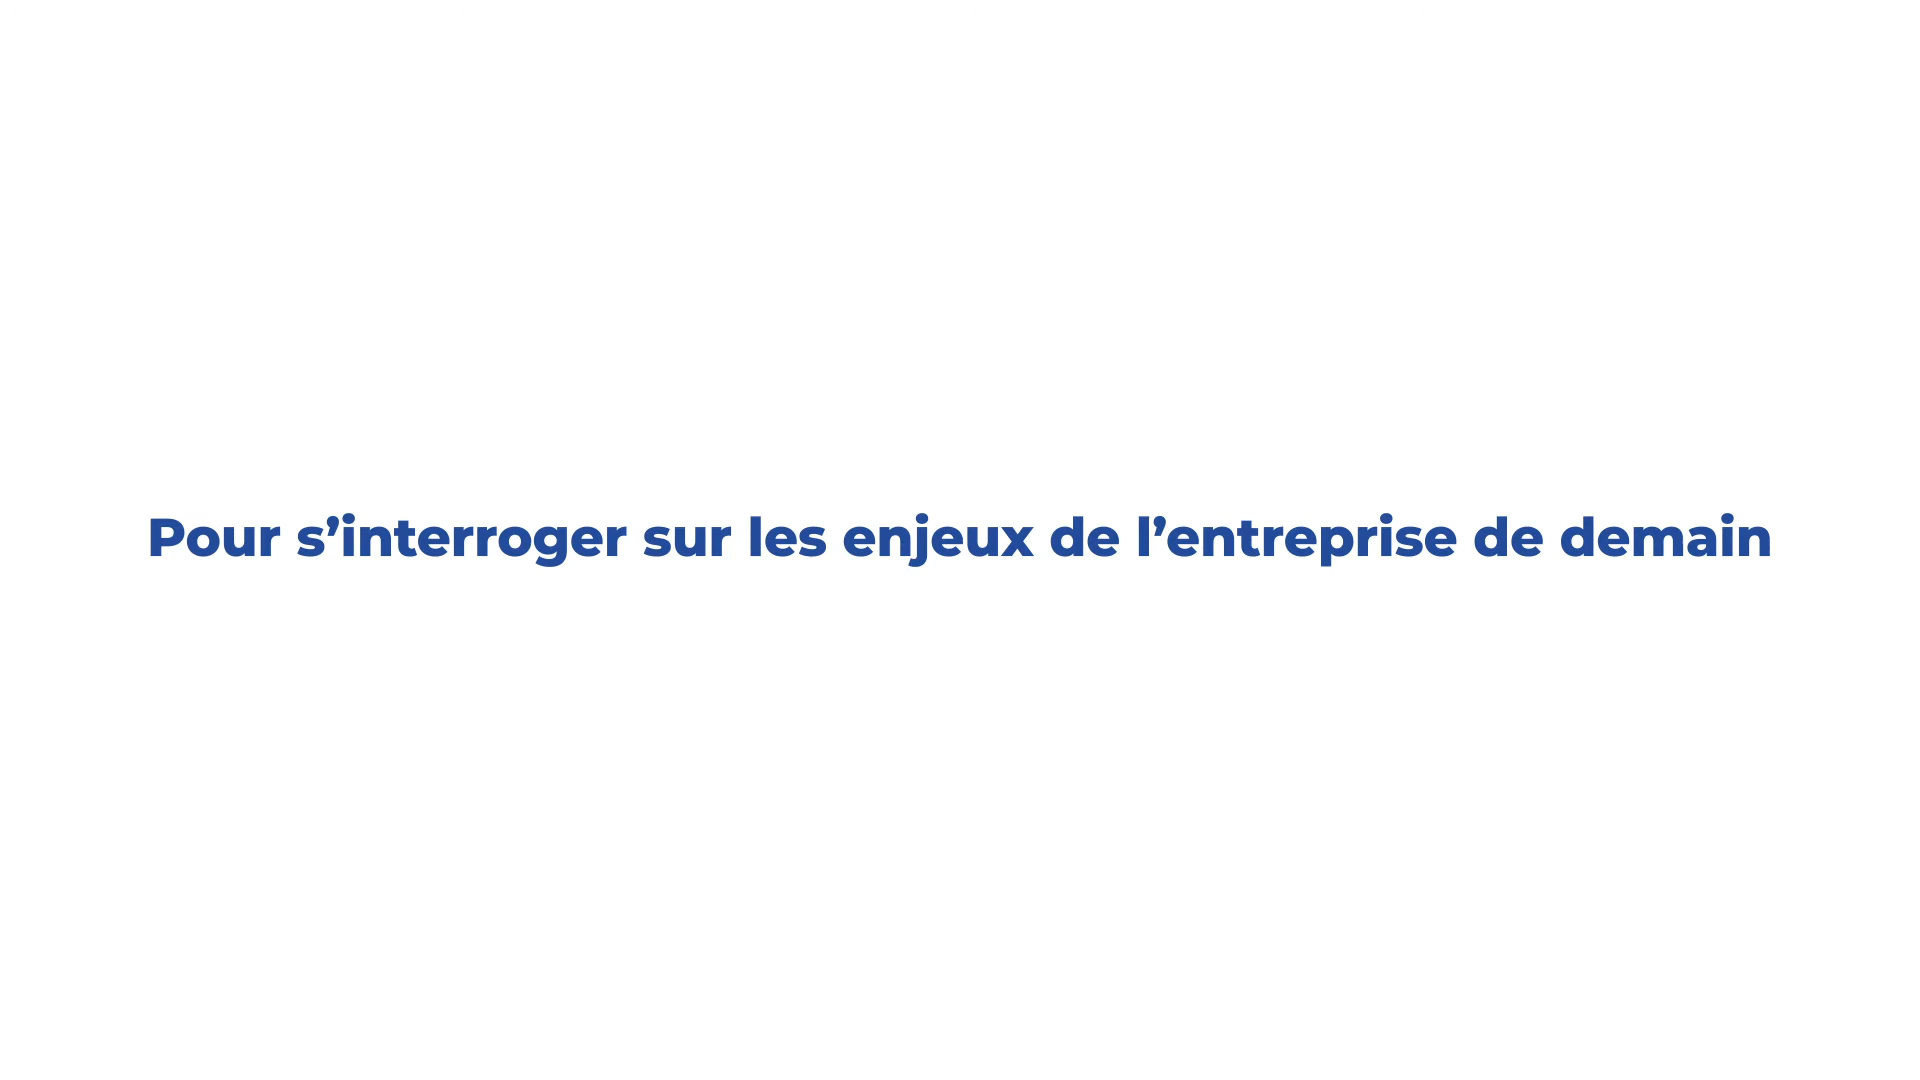 Pour s’interroger sur les enjeux de l’entreprise de demain